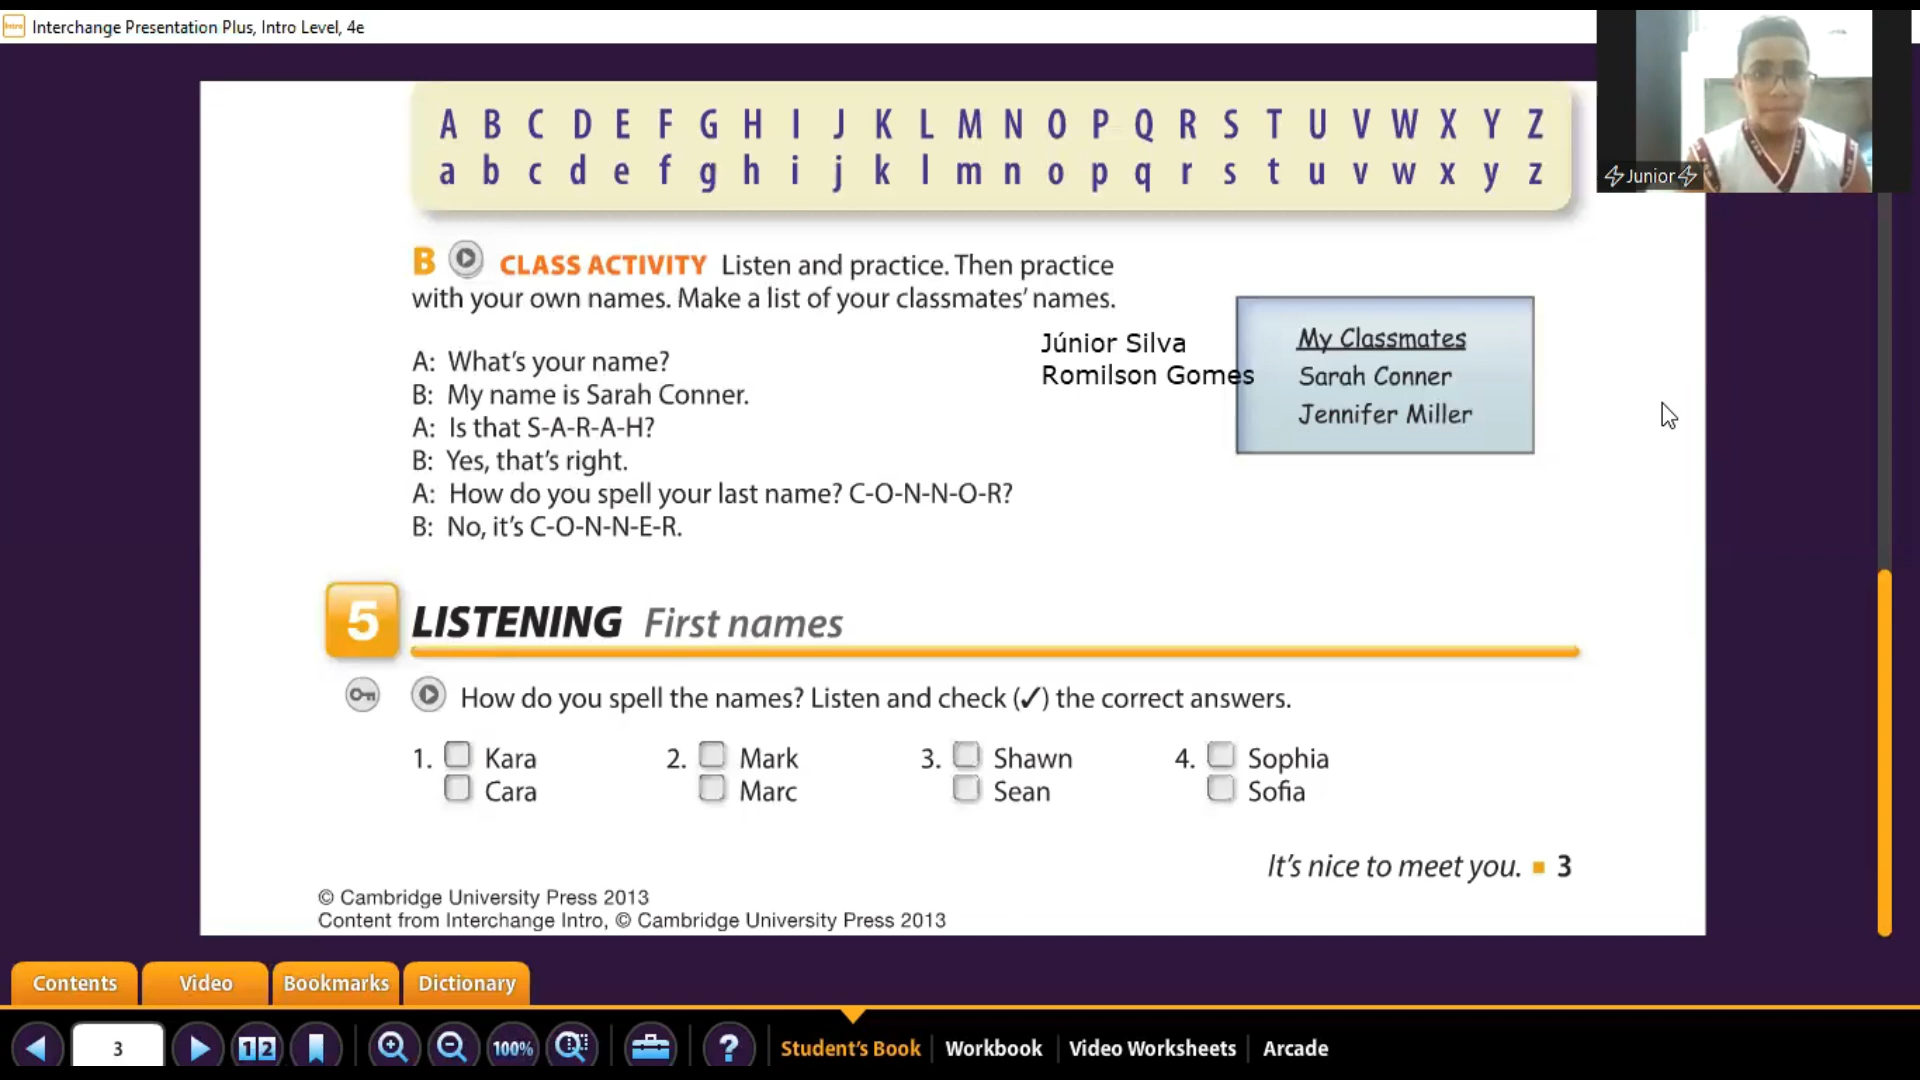 Interchange Presentation Plus, Intro Level, 4e
⚡Junior⚡
A B C D E F G H I J K L M N O P Q R S T U V W X Y Z
a b c d e f g h i j k l m n o p q r s t u v w x y z
B CLASS ACTIVITY Listen and practice. Then practice
with your own names. Make a list of your classmates’ names.
Júnior Silva
Romilson Gomes
My Classmates
Sarah Conner
Jennifer Miller
A: What’s your name?
B: My name is Sarah Conner.
A: Is that S-A-R-A-H?
B: Yes, that’s right.
A: How do you spell your last name? C-O-N-N-O-R?
B: No, it’s C-O-N-N-E-R.
5 LISTENING First names
How do you spell the names? Listen and check (✓) the correct answers.
1. Kara 2. Mark 3. Shawn 4. Sophia
Cara Marc Sean Sofia
It’s nice to meet you. ■ 3
© Cambridge University Press 2013
Content from Interchange Intro, © Cambridge University Press 2013
Contents Video Bookmarks Dictionary
3 12 100% ? Student’s Book Workbook Video Worksheets Arcade